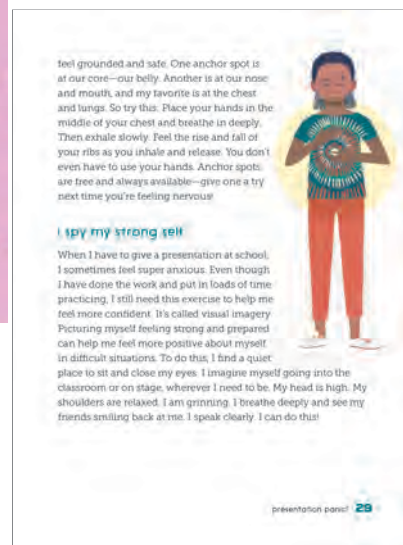 feel grounded and safe. One anchor spot is
at our core—our belly. Another is at our nose
and mouth, and my favorite is at the chest
and lungs. So try this: Place your hands in the
middle of your chest and breathe in deeply.
Then exhale slowly. Feel the rise and fall of
your ribs as you inhale and release. You don't
even have to use your hands. Anchor spots
are free and always available—give one a try
next time you're feeling nervous!
I spy my strong self
When I have to give a presentation at school,
I sometimes feel super anxious. Even though
I have done the work and put in loads of time
practicing, I still need this exercise to help me
feel more confident. It's called visual imagery.
Picturing myself feeling strong and prepared
can help me feel more positive about myself
in difficult situations. To do this, I find a quiet
place to sit and close my eyes. I imagine myself going into the
classroom or on stage, wherever I need to be. My head is high. My
shoulders are relaxed. I am grinning. I breathe deeply and see my
friends smiling back at me. I speak clearly. I can do this!
presentation panic! 29